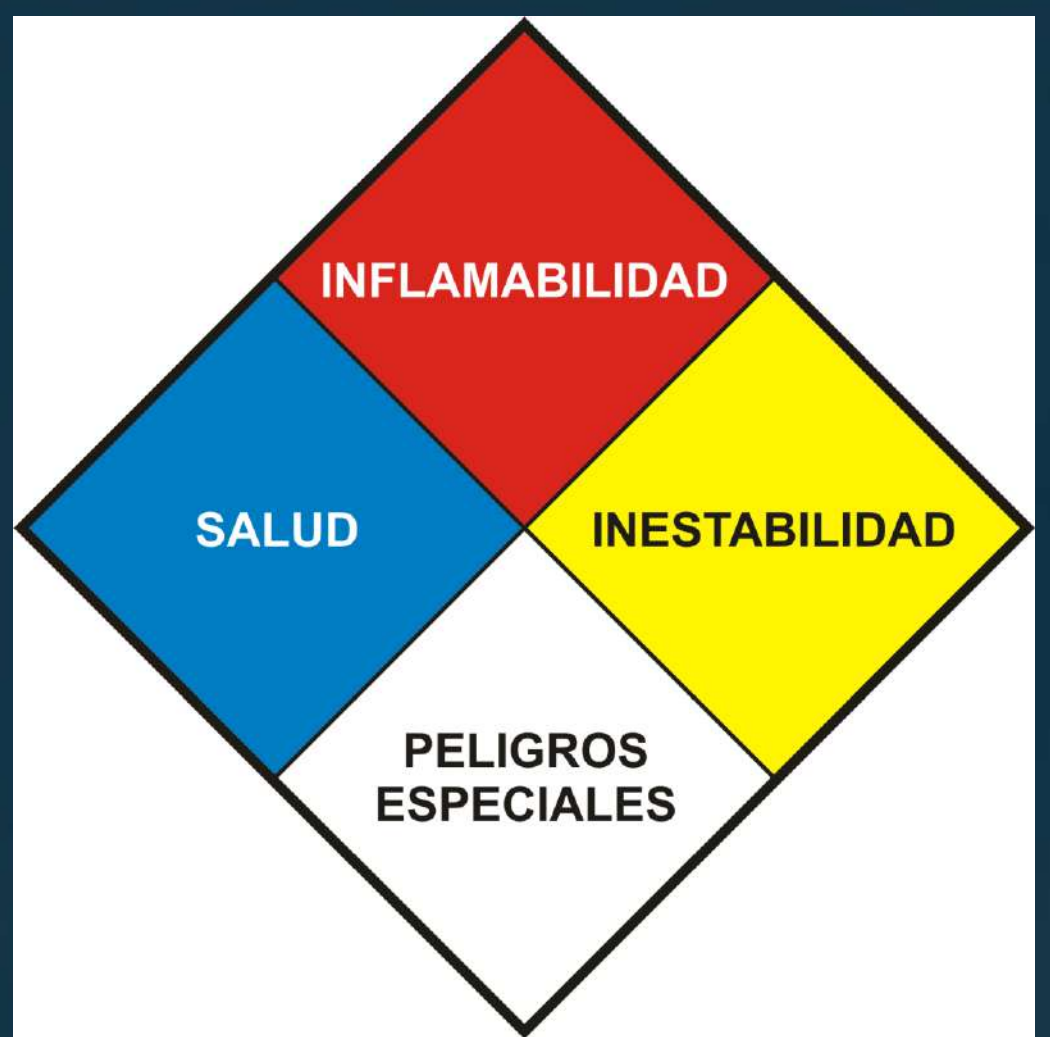 INFLAMABILIDAD
SALUD
INESTABILIDAD
PELIGROS
ESPECIALES